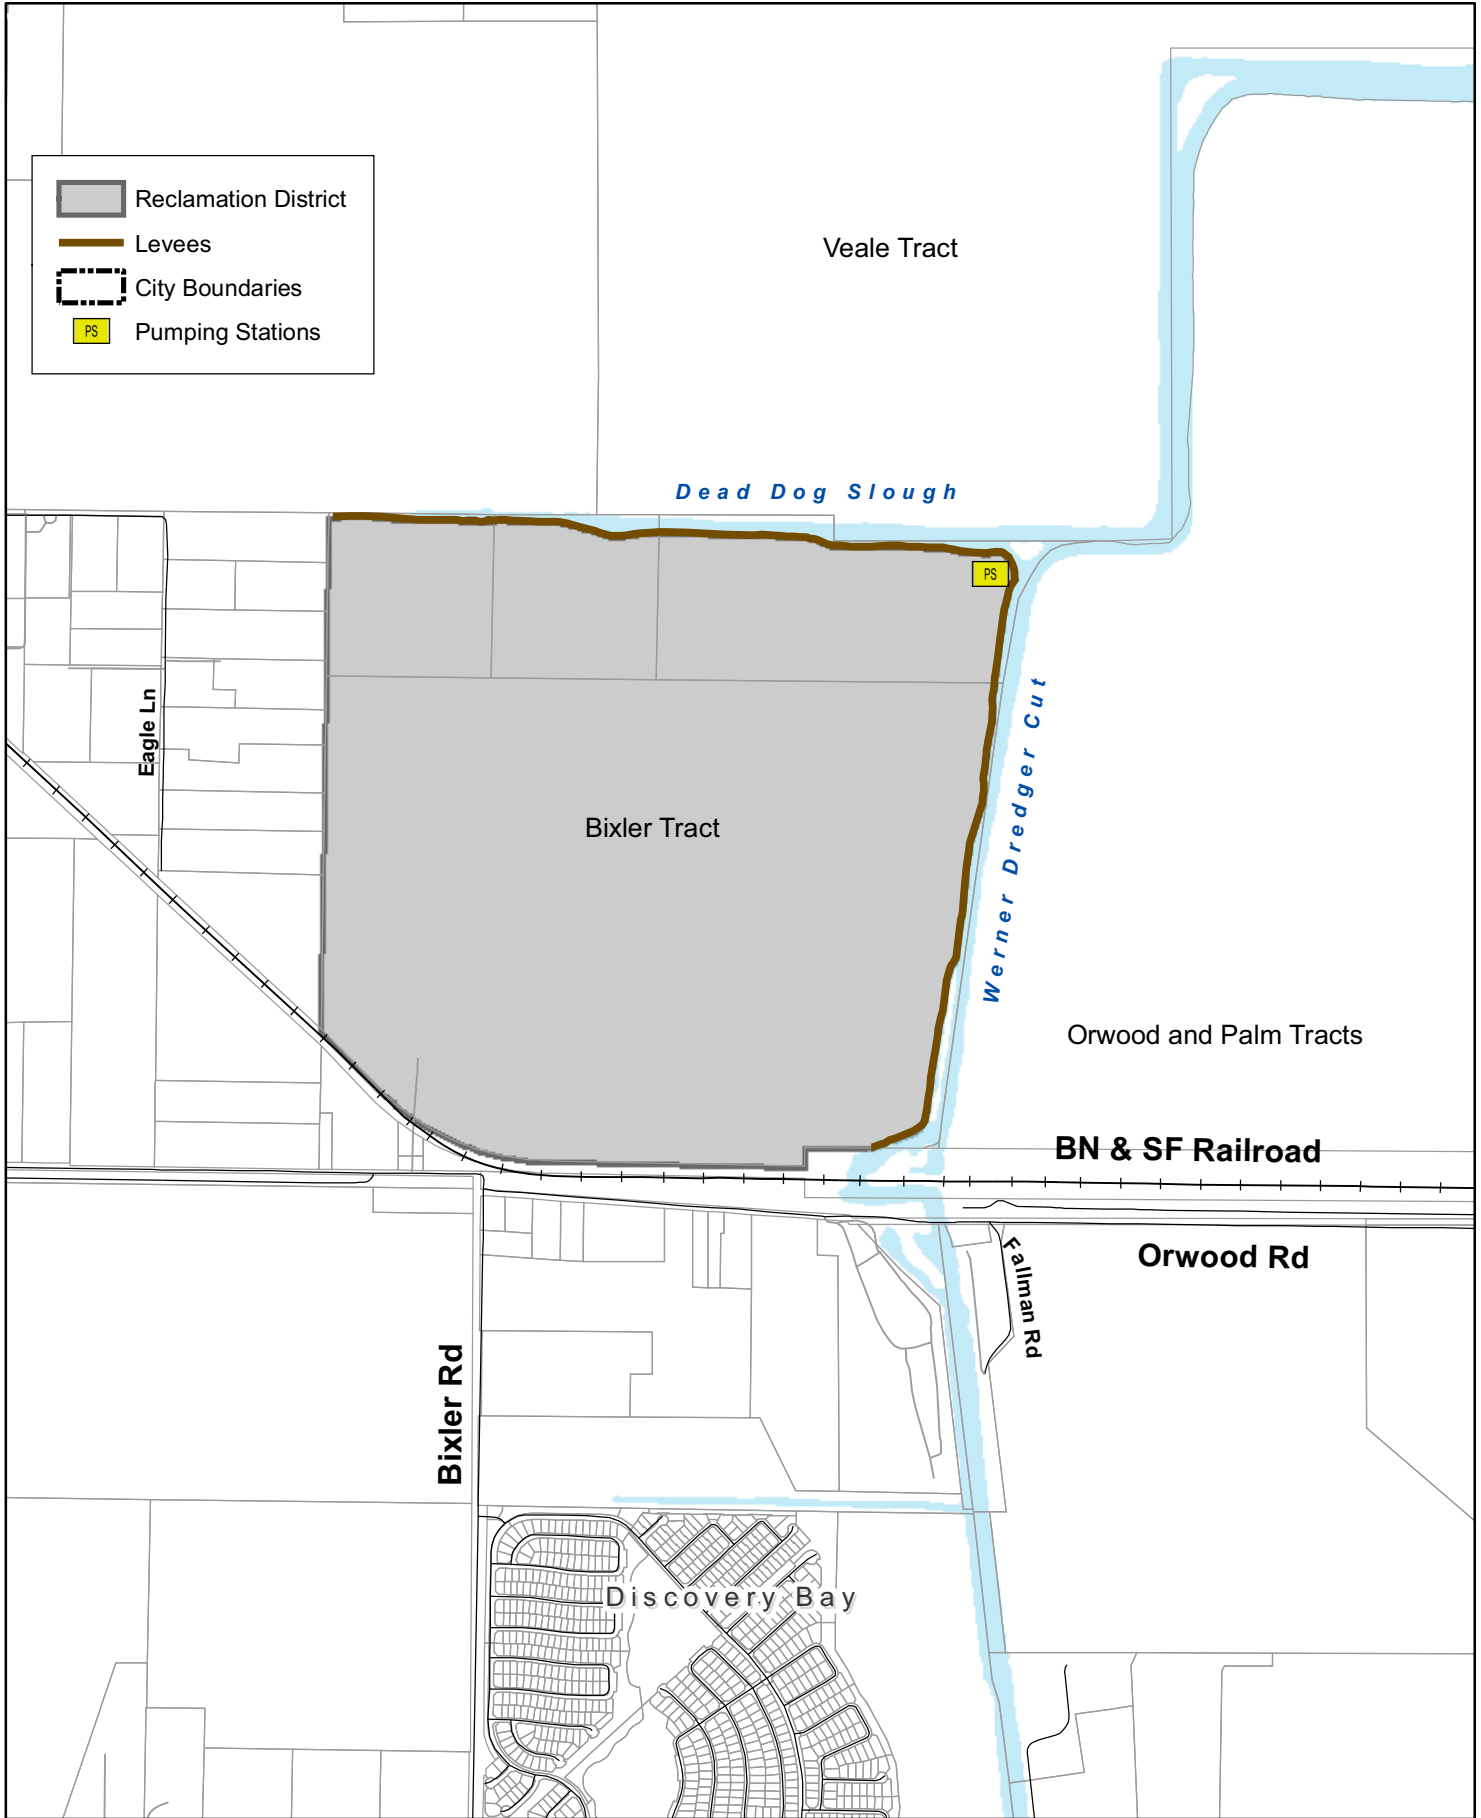 Reclamation District
Levees
City Boundaries
PS Pumping Stations
Veale Tract
Dead Dog Slough
PS
Eagle Ln
Werner Dredger Cut
Bixler Tract
Orwood and Palm Tracts
BN & SF Railroad
Orwood Rd
Fallman Rd
Bixler Rd
Discovery Bay